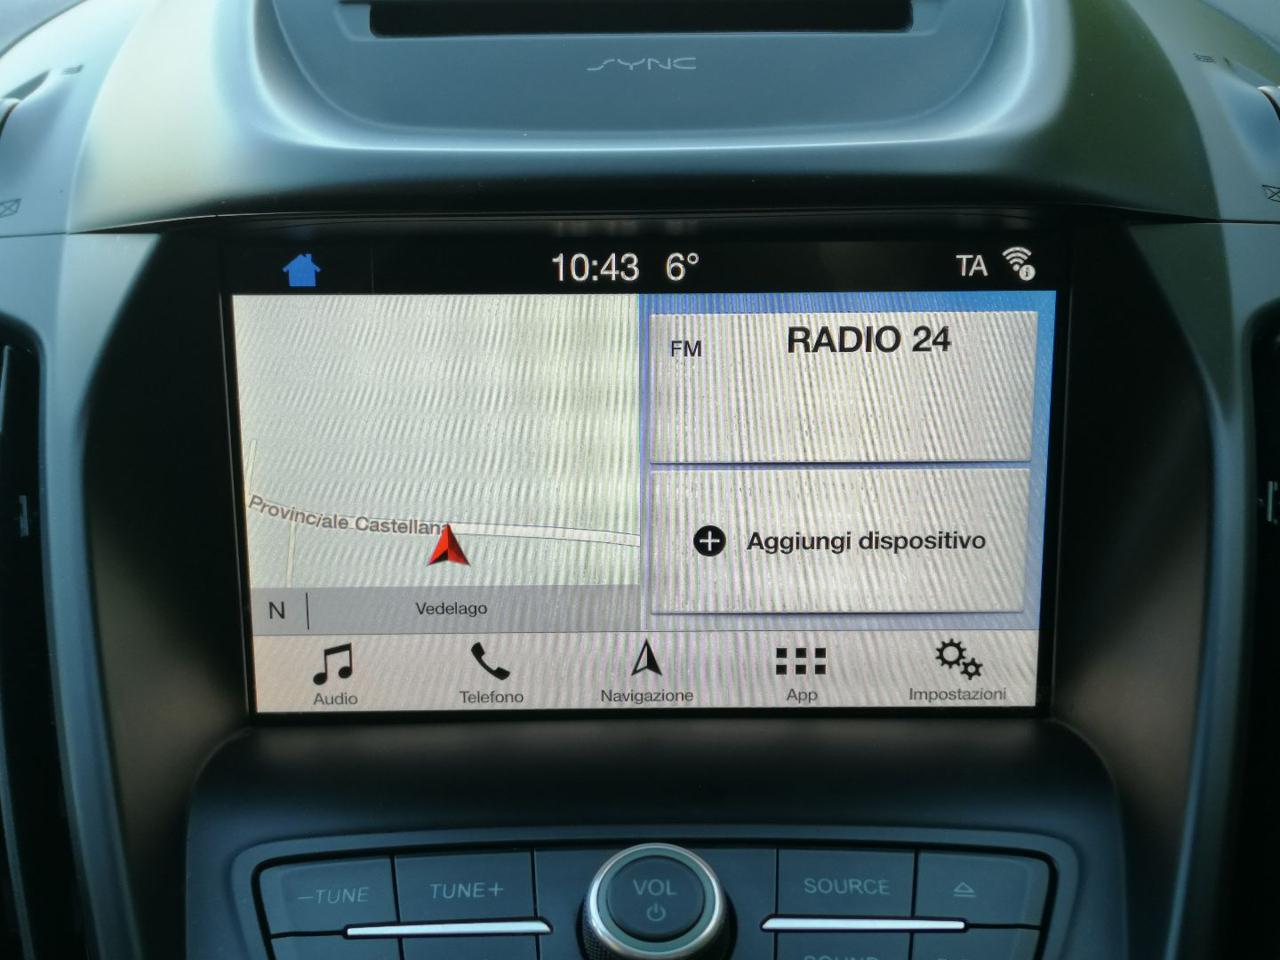 SYNC
10:43 6°
TA
FM RADIO 24
Provinciale Castellana
Aggiungi dispositivo
N Vedelago
Audio Telefono Navigazione App Impostazioni
–TUNE TUNE+ VOL SOURCE
SOUND